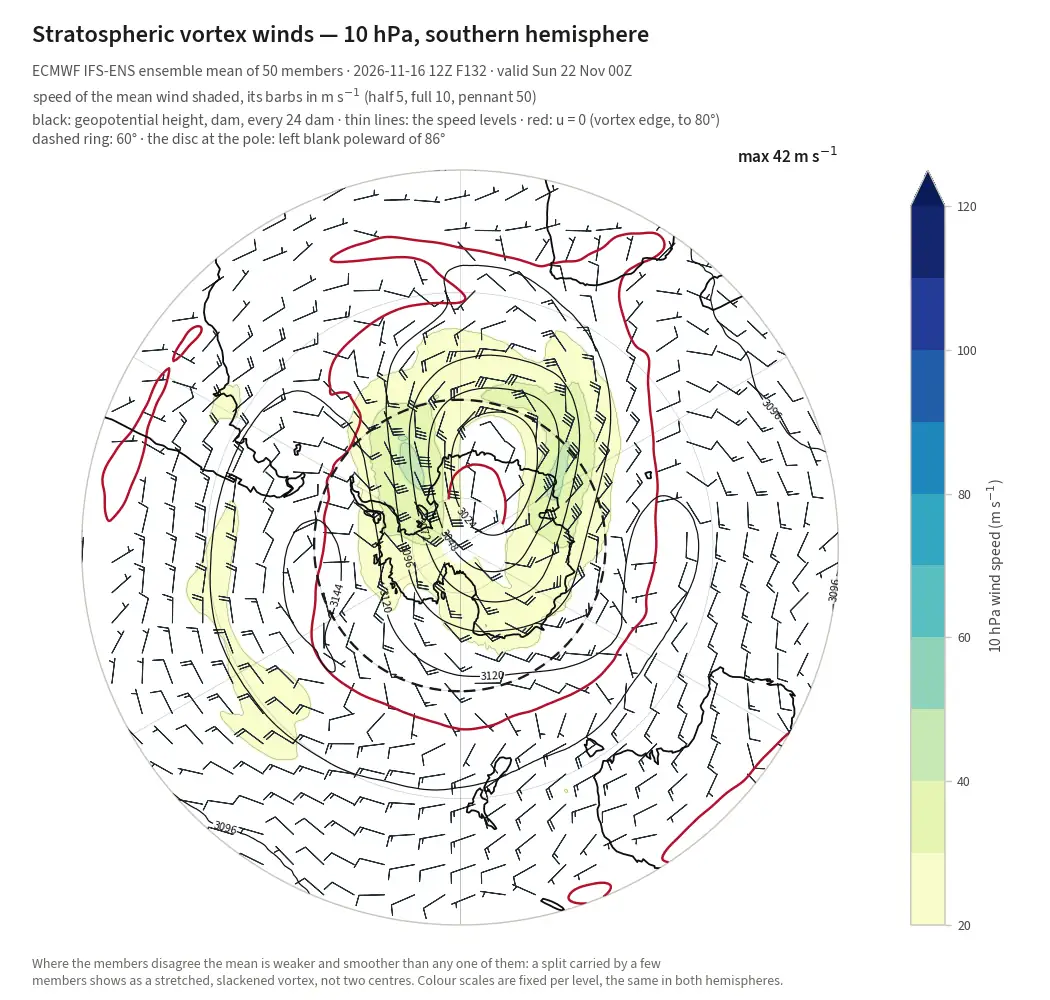 Stratospheric vortex winds — 10 hPa, southern hemisphere
ECMWF IFS-ENS ensemble mean of 50 members · 2026-11-16 12Z F132 · valid Sun 22 Nov 00Z
speed of the mean wind shaded, its barbs in m s⁻¹ (half 5, full 10, pennant 50)
black: geopotential height, dam, every 24 dam · thin lines: the speed levels · red: u = 0 (vortex edge, to 80°)
dashed ring: 60° · the disc at the pole: left blank poleward of 86°
max 42 m s⁻¹
120
100
80
60
40
20
10 hPa wind speed (m s⁻¹)
3096
3024
3048
3096
3144
3120
3096
3120
3096
Where the members disagree the mean is weaker and smoother than any one of them: a split carried by a few
members shows as a stretched, slackened vortex, not two centres. Colour scales are fixed per level, the same in both hemispheres.